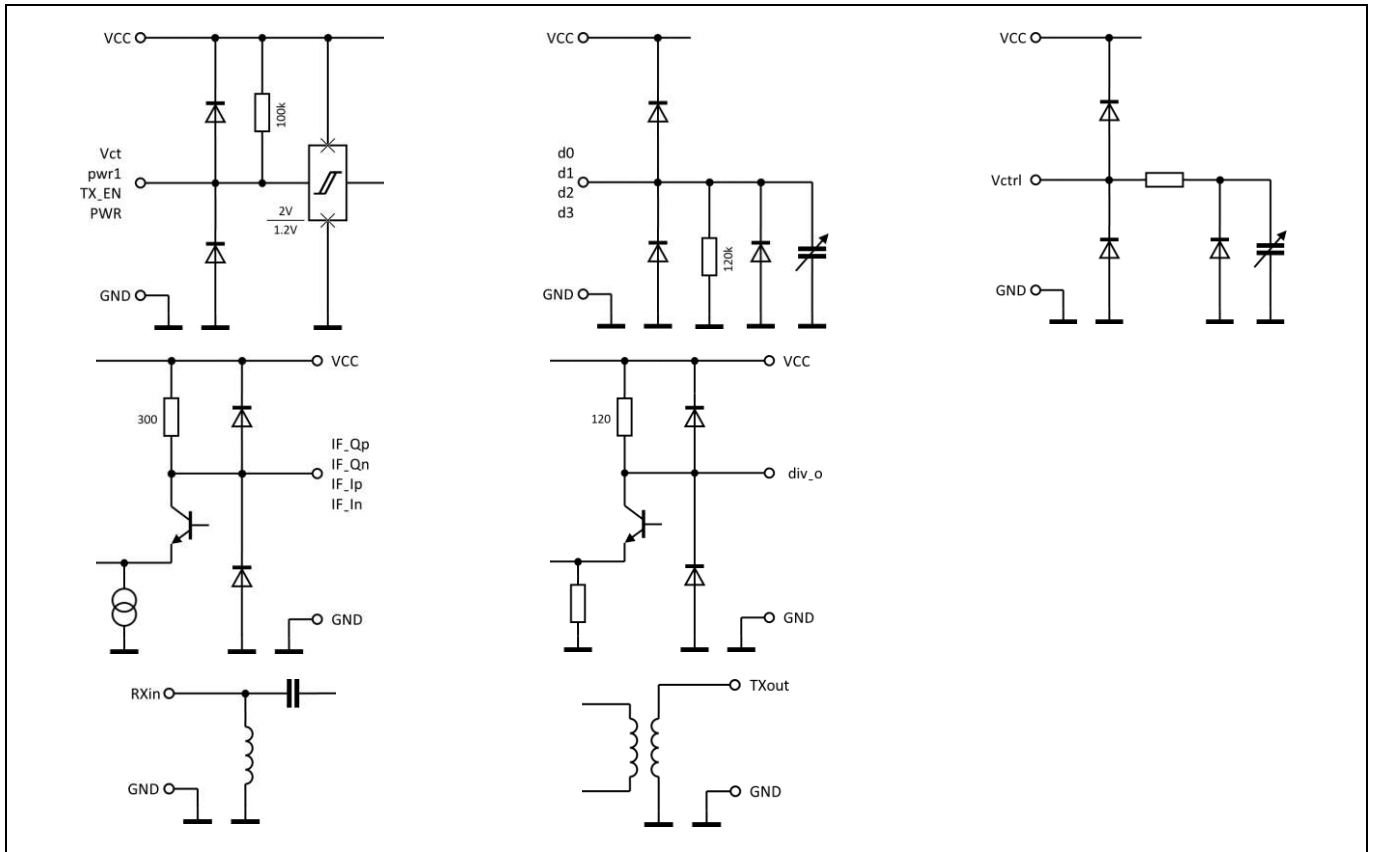 VCC
100k
Vct
pwr1
TX_EN
PWR
2V
1.2V
GND
VCC
d0
d1
d2
d3
120k
GND
VCC
Vctrl
GND
VCC
300
IF_Qp
IF_Qn
IF_Ip
IF_In
GND
VCC
120
div_o
GND
RXin
GND
TXout
GND